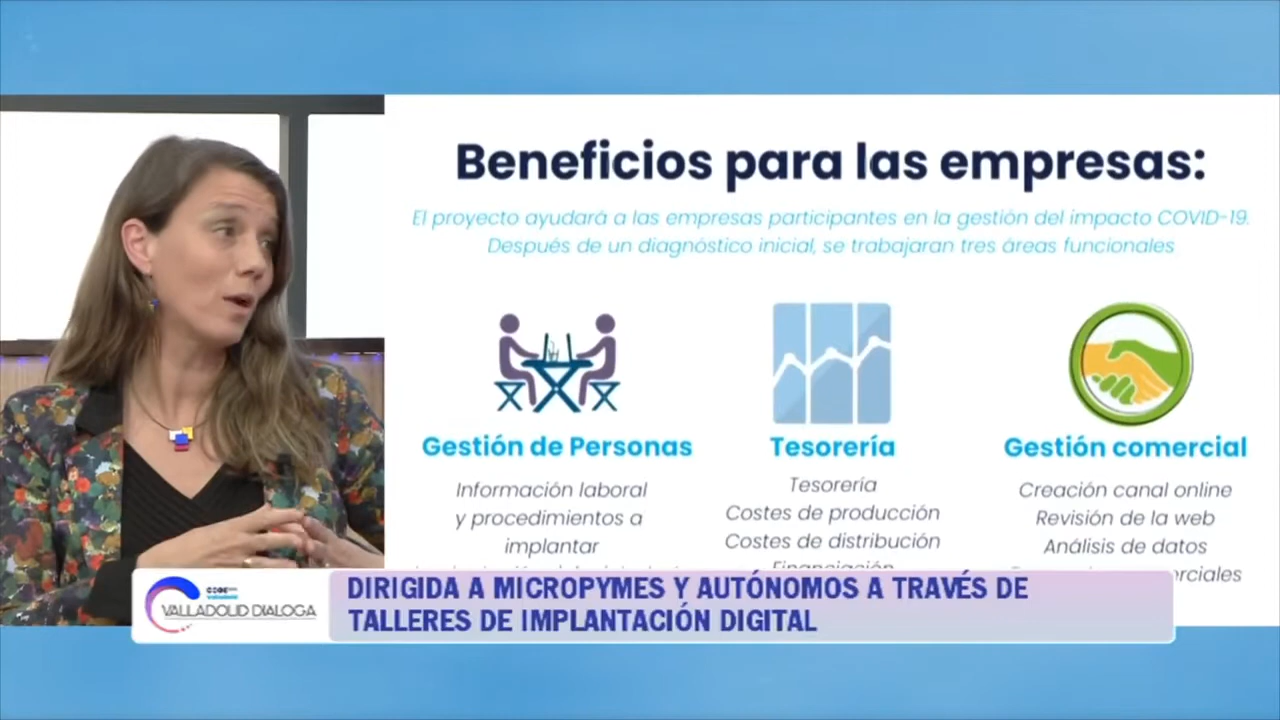 Beneficios para las empresas:
El proyecto ayudará a las empresas participantes en la gestión del impacto COVID-19.
Después de un diagnóstico inicial, se trabajaran tres áreas funcionales
Gestión de Personas
Información laboral
y procedimientos a
implantar
Tesorería
Tesorería
Costes de producción
Costes de distribución
Financiación
Gestión comercial
Creación canal online
Revisión de la web
Análisis de datos
VALLADOLID DIALOGA
DIRIGIDA A MICROPYMES Y AUTÓNOMOS A TRAVÉS DE
TALLERES DE IMPLANTACIÓN DIGITAL